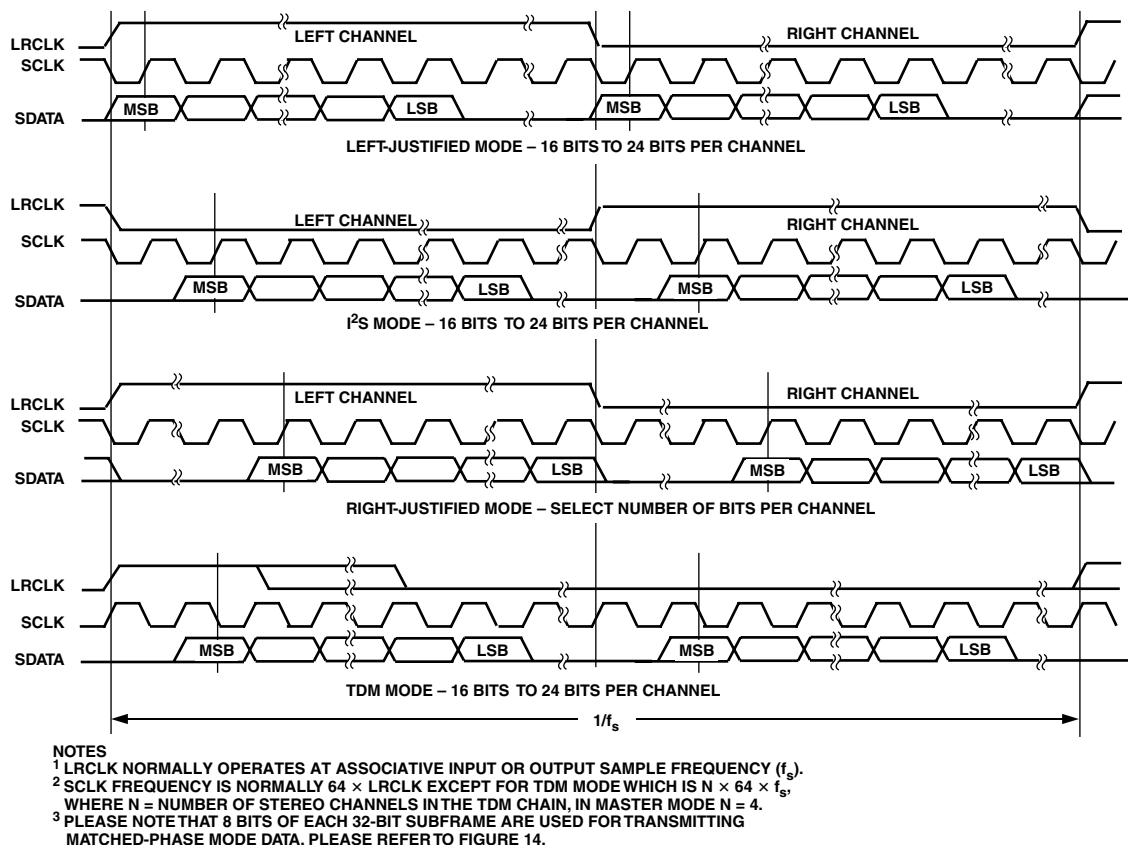 LEFT CHANNEL RIGHT CHANNEL
LRCLK
SCLK
MSB LSB MSB LSB
SDATA
LEFT-JUSTIFIED MODE – 16 BITS TO 24 BITS PER CHANNEL
LRCLK
LEFT CHANNEL RIGHT CHANNEL
SCLK
MSB LSB MSB LSB
SDATA
I²S MODE – 16 BITS TO 24 BITS PER CHANNEL
LEFT CHANNEL RIGHT CHANNEL
LRCLK
SCLK
MSB LSB MSB LSB
SDATA
RIGHT-JUSTIFIED MODE – SELECT NUMBER OF BITS PER CHANNEL
LRCLK
SCLK
MSB LSB MSB LSB
SDATA
TDM MODE – 16 BITS TO 24 BITS PER CHANNEL
1/fs
NOTES
1 LRCLK NORMALLY OPERATES AT ASSOCIATIVE INPUT OR OUTPUT SAMPLE FREQUENCY (fs).
2 SCLK FREQUENCY IS NORMALLY 64 × LRCLK EXCEPT FOR TDM MODE WHICH IS N × 64 × fs,
WHERE N = NUMBER OF STEREO CHANNELS IN THE TDM CHAIN, IN MASTER MODE N = 4.
3 PLEASE NOTE THAT 8 BITS OF EACH 32-BIT SUBFRAME ARE USED FOR TRANSMITTING
MATCHED-PHASE MODE DATA. PLEASE REFER TO FIGURE 14.